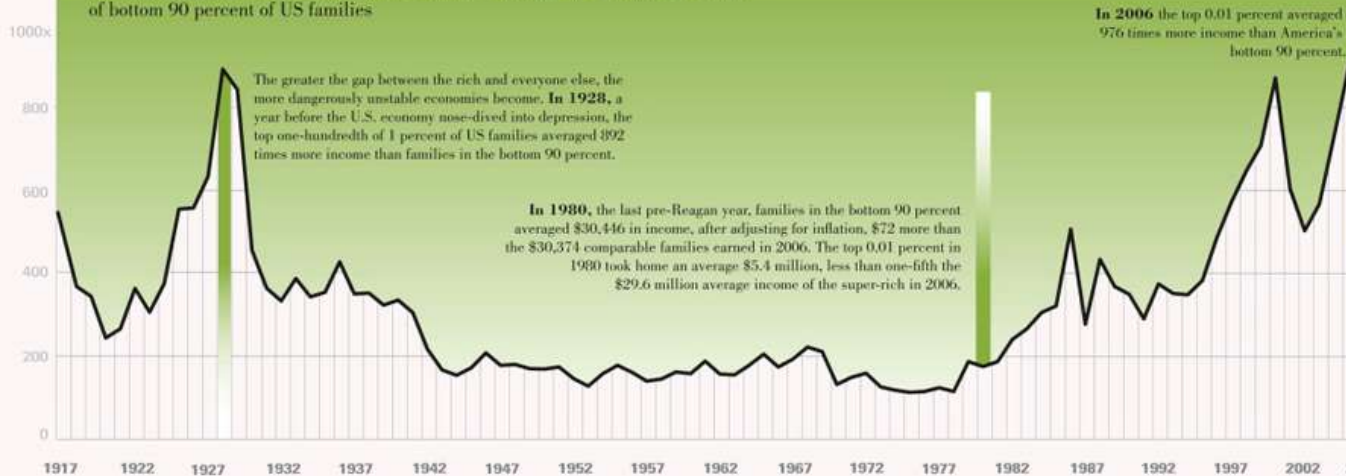 of bottom 90 percent of US families
In 2006 the top 0.01 percent averaged
976 times more income than America's
bottom 90 percent.
1000x
The greater the gap between the rich and everyone else, the
more dangerously unstable economies become. In 1928, a
year before the U.S. economy nose-dived into depression, the
top one-hundredth of 1 percent of US families averaged 892
times more income than families in the bottom 90 percent.
800
600
In 1980, the last pre-Reagan year, families in the bottom 90 percent
averaged $30,446 in income, after adjusting for inflation, $72 more than
the $30,374 comparable families earned in 2006. The top 0.01 percent in
1980 took home an average $5.4 million, less than one-fifth the
$29.6 million average income of the super-rich in 2006.
400
200
0
1917 1922 1927 1932 1937 1942 1947 1952 1957 1962 1967 1972 1977 1982 1987 1992 1997 2002